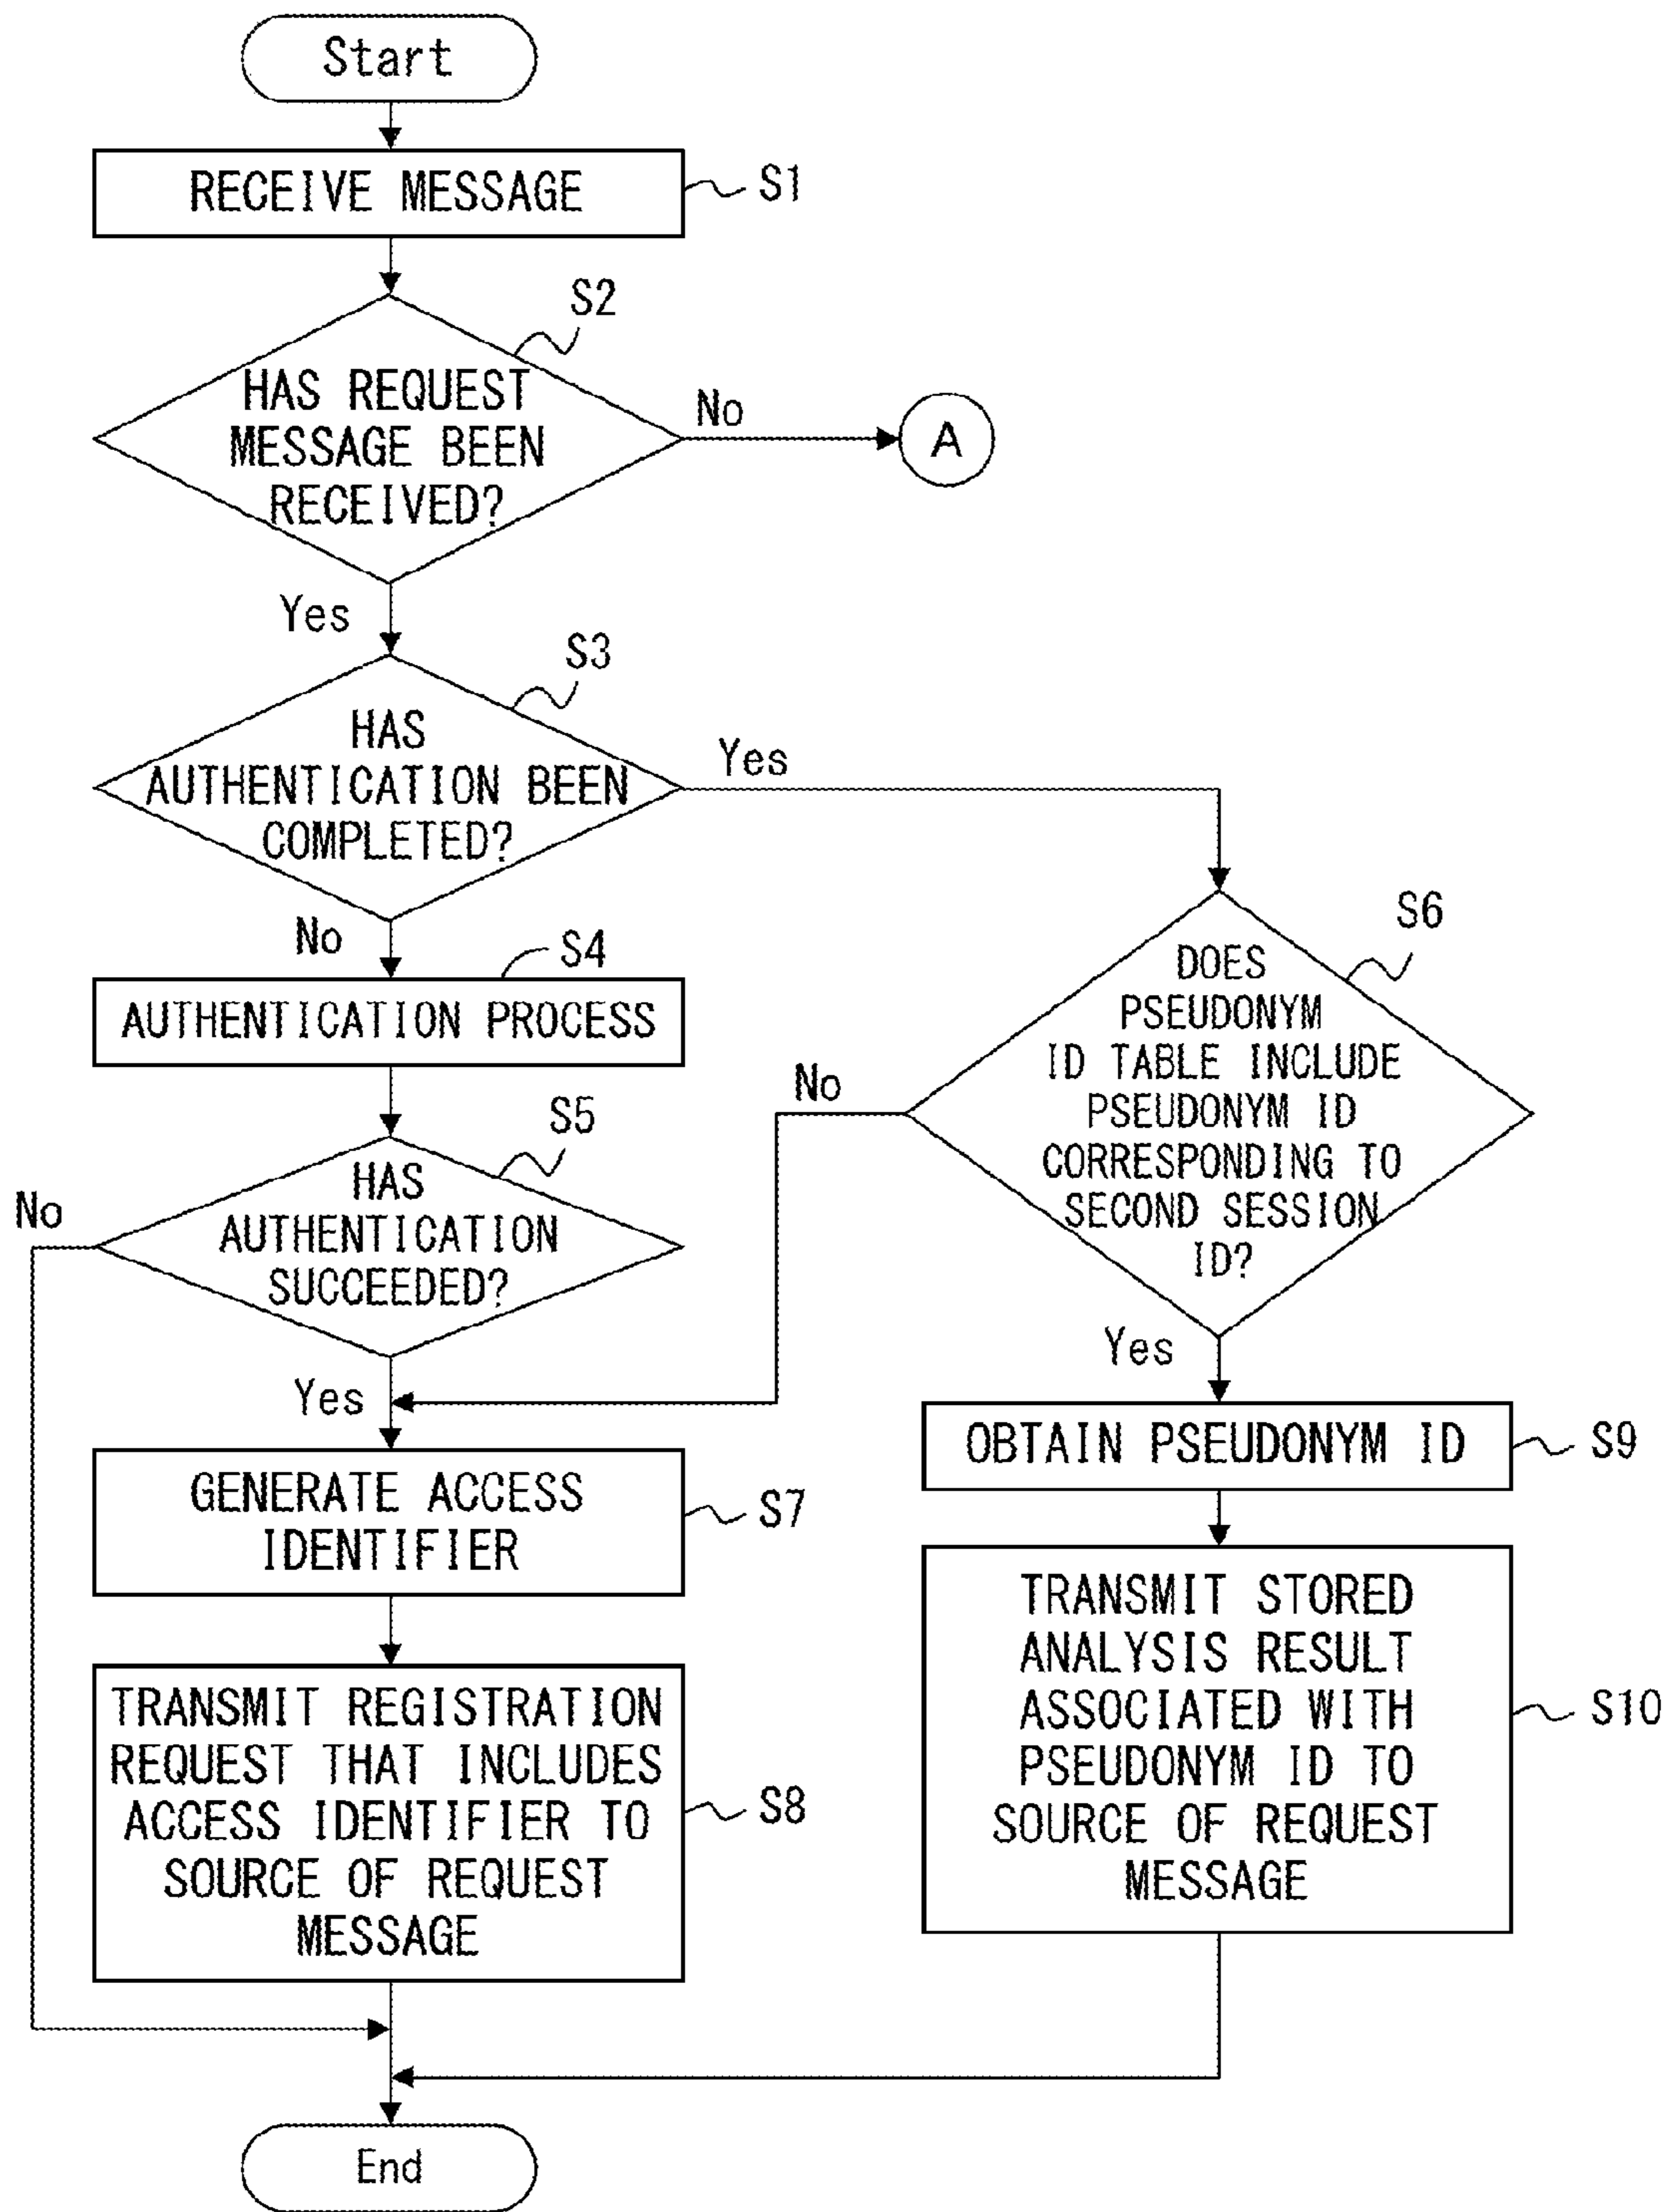 Start
RECEIVE MESSAGE
S1
S2
HAS REQUEST
MESSAGE BEEN
RECEIVED?
No
A
Yes
S3
HAS
AUTHENTICATION BEEN
COMPLETED?
Yes
No
S4
AUTHENTICATION PROCESS
S6
DOES
PSEUDONYM
ID TABLE INCLUDE
PSEUDONYM ID
CORRESPONDING TO
SECOND SESSION
ID?
No
Yes
S5
HAS
AUTHENTICATION
SUCCEEDED?
No
Yes
GENERATE ACCESS
IDENTIFIER
S7
TRANSMIT REGISTRATION
REQUEST THAT INCLUDES
ACCESS IDENTIFIER TO
SOURCE OF REQUEST
MESSAGE
S8
OBTAIN PSEUDONYM ID
S9
TRANSMIT STORED
ANALYSIS RESULT
ASSOCIATED WITH
PSEUDONYM ID TO
SOURCE OF REQUEST
MESSAGE
S10
End